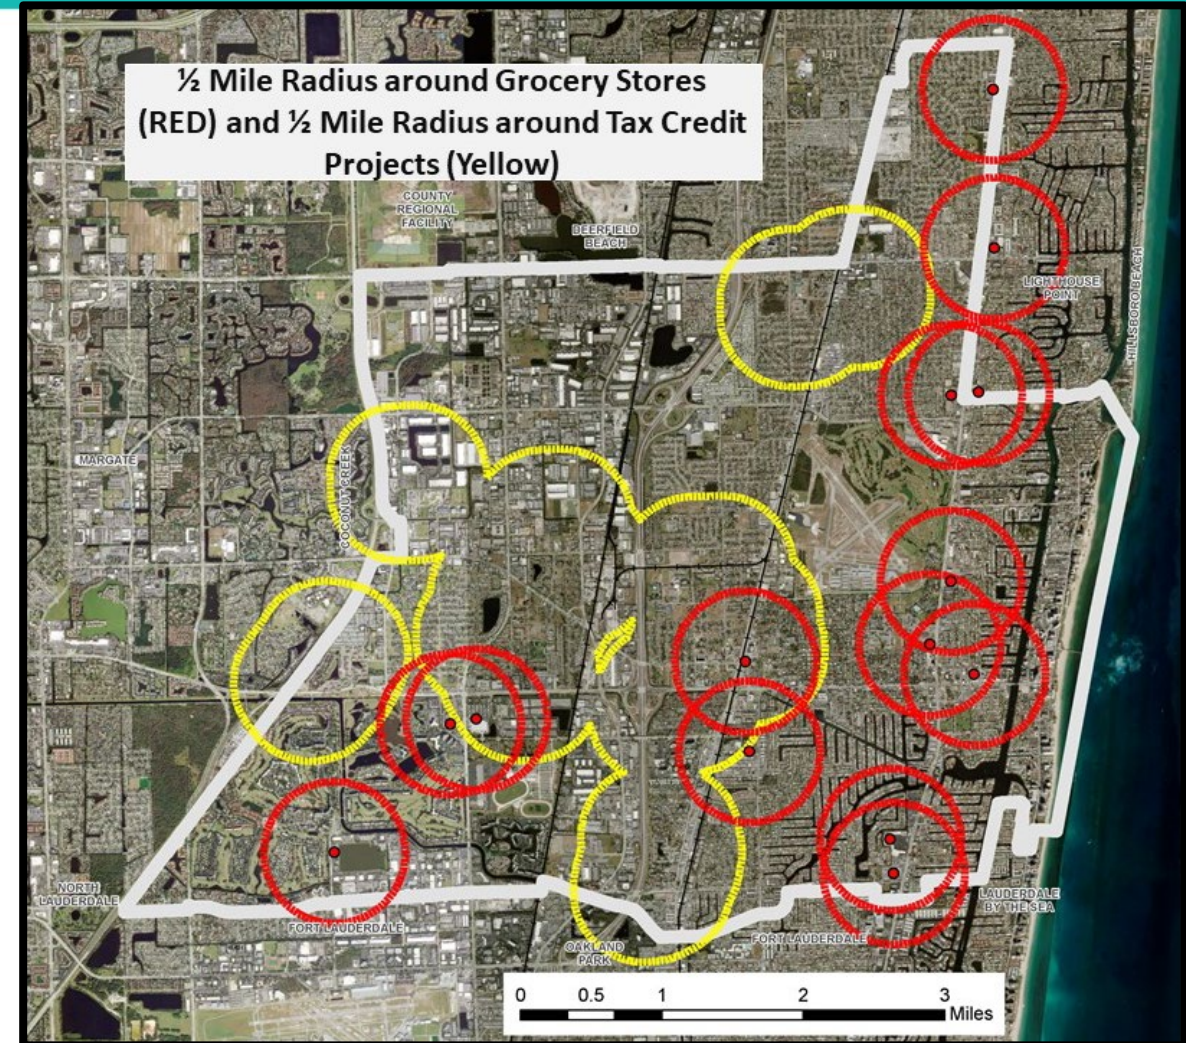 ½ Mile Radius around Grocery Stores
(RED) and ½ Mile Radius around Tax Credit
Projects (Yellow)
COUNTY
REGIONAL
FACILITY
DEERFIELD
BEACH
LIGHTHOUSE
POINT
HILLSBORO BEACH
MARGATE
COCONUT CREEK
NORTH
LAUDERDALE
FORT LAUDERDALE
OAKLAND
PARK
FORT LAUDERDALE
LAUDERDALE
BY THE SEA
0 0.5 1 2 3
Miles